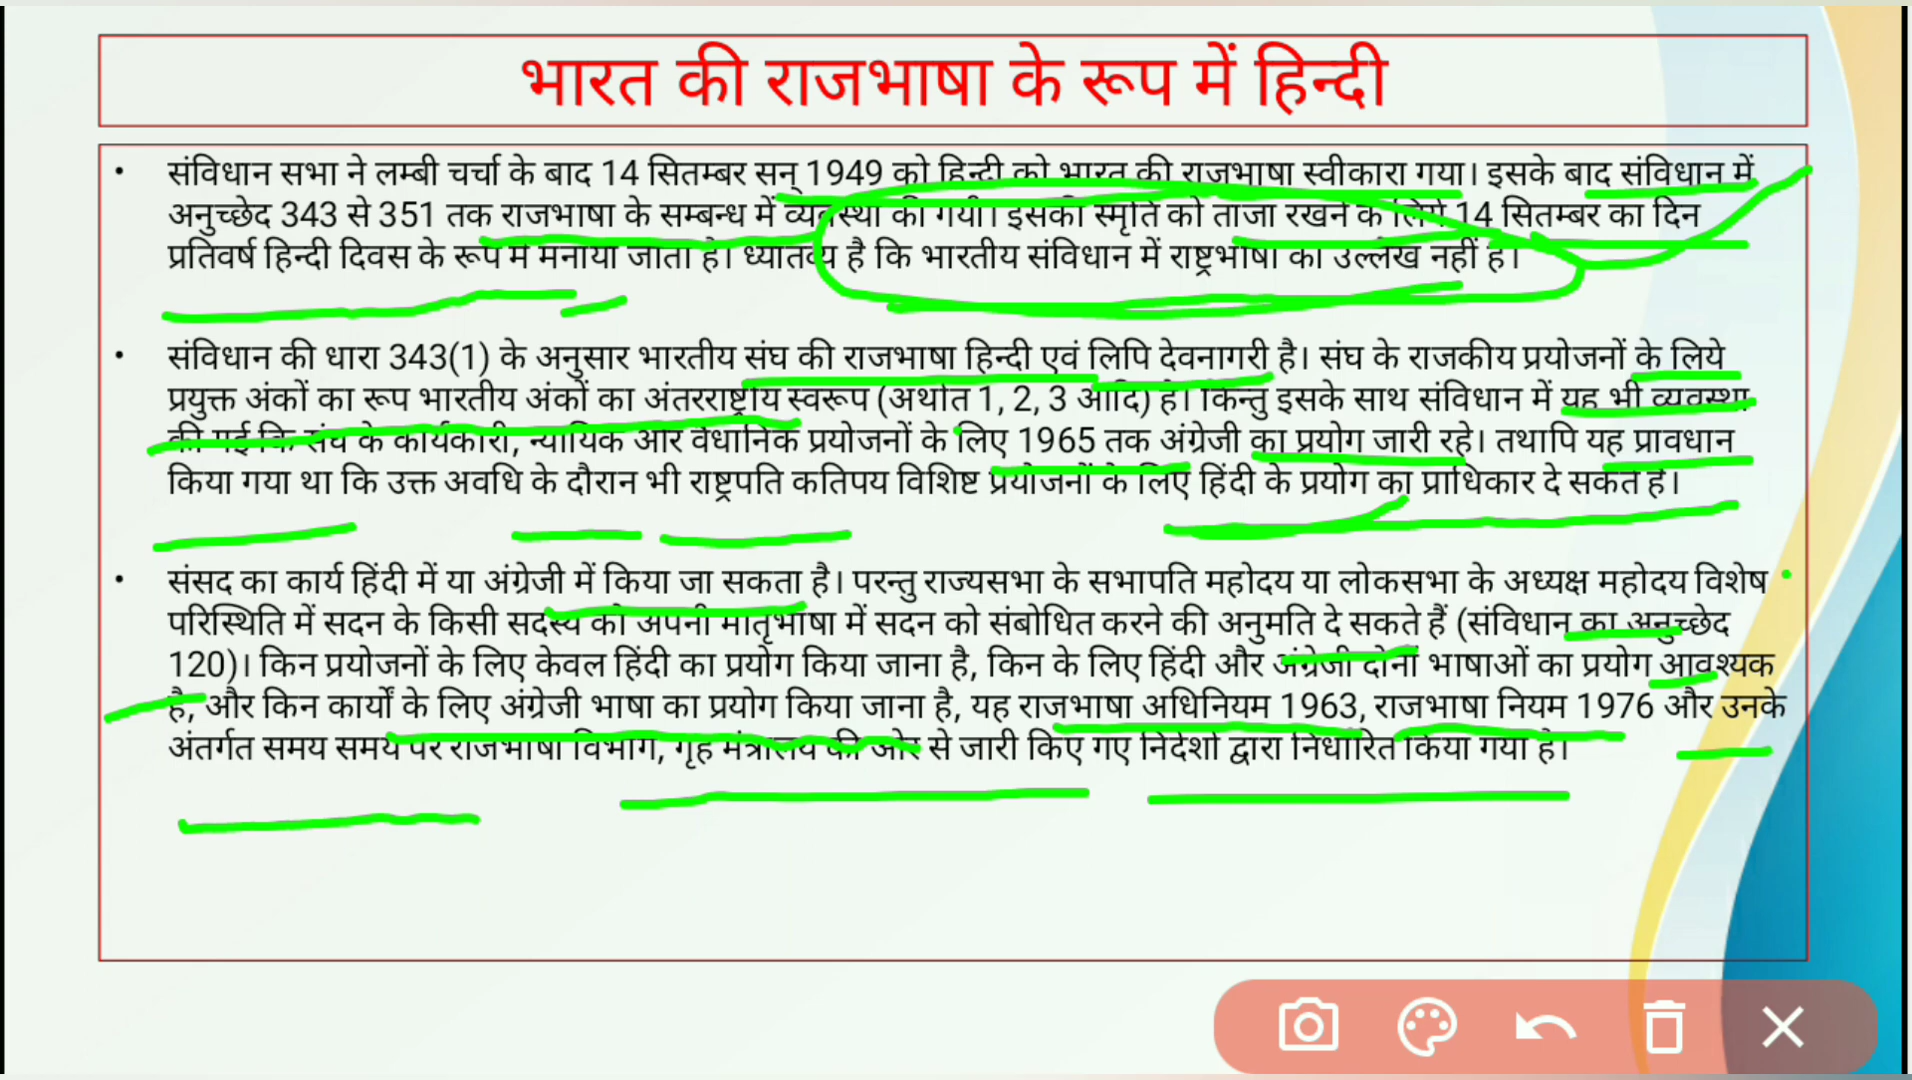 भारत की राजभाषा के रूप में हिन्दी
• संविधान सभा ने लम्बी चर्चा के बाद 14 सितम्बर सन् 1949 को हिन्दी को भारत की राजभाषा स्वीकारा गया। इसके बाद संविधान में
अनुच्छेद 343 से 351 तक राजभाषा के सम्बन्ध में व्यवस्था की गयी। इसकी स्मृति को ताजा रखने के लिये 14 सितम्बर का दिन
प्रतिवर्ष हिन्दी दिवस के रूप में मनाया जाता है। ध्यातव्य है कि भारतीय संविधान में राष्ट्रभाषा का उल्लेख नहीं है।
• संविधान की धारा 343(1) के अनुसार भारतीय संघ की राजभाषा हिन्दी एवं लिपि देवनागरी है। संघ के राजकीय प्रयोजनों के लिये
प्रयुक्त अंकों का रूप भारतीय अंकों का अंतरराष्ट्रीय स्वरूप (अर्थात 1, 2, 3 आदि) है। किन्तु इसके साथ संविधान में यह भी व्यवस्था
की गई कि संघ के कार्यकारी, न्यायिक और वैधानिक प्रयोजनों के लिए 1965 तक अंग्रेजी का प्रयोग जारी रहे। तथापि यह प्रावधान
किया गया था कि उक्त अवधि के दौरान भी राष्ट्रपति कतिपय विशिष्ट प्रयोजनों के लिए हिंदी के प्रयोग का प्राधिकार दे सकते हैं।
• संसद का कार्य हिंदी में या अंग्रेजी में किया जा सकता है। परन्तु राज्यसभा के सभापति महोदय या लोकसभा के अध्यक्ष महोदय विशेष
परिस्थिति में सदन के किसी सदस्य को अपनी मातृभाषा में सदन को संबोधित करने की अनुमति दे सकते हैं (संविधान का अनुच्छेद
120)। किन प्रयोजनों के लिए केवल हिंदी का प्रयोग किया जाना है, किन के लिए हिंदी और अंग्रेजी दोनों भाषाओं का प्रयोग आवश्यक
है, और किन कार्यों के लिए अंग्रेजी भाषा का प्रयोग किया जाना है, यह राजभाषा अधिनियम 1963, राजभाषा नियम 1976 और उनके
अंतर्गत समय समय पर राजभाषा विभाग, गृह मंत्रालय की ओर से जारी किए गए निर्देशों द्वारा निर्धारित किया गया है।